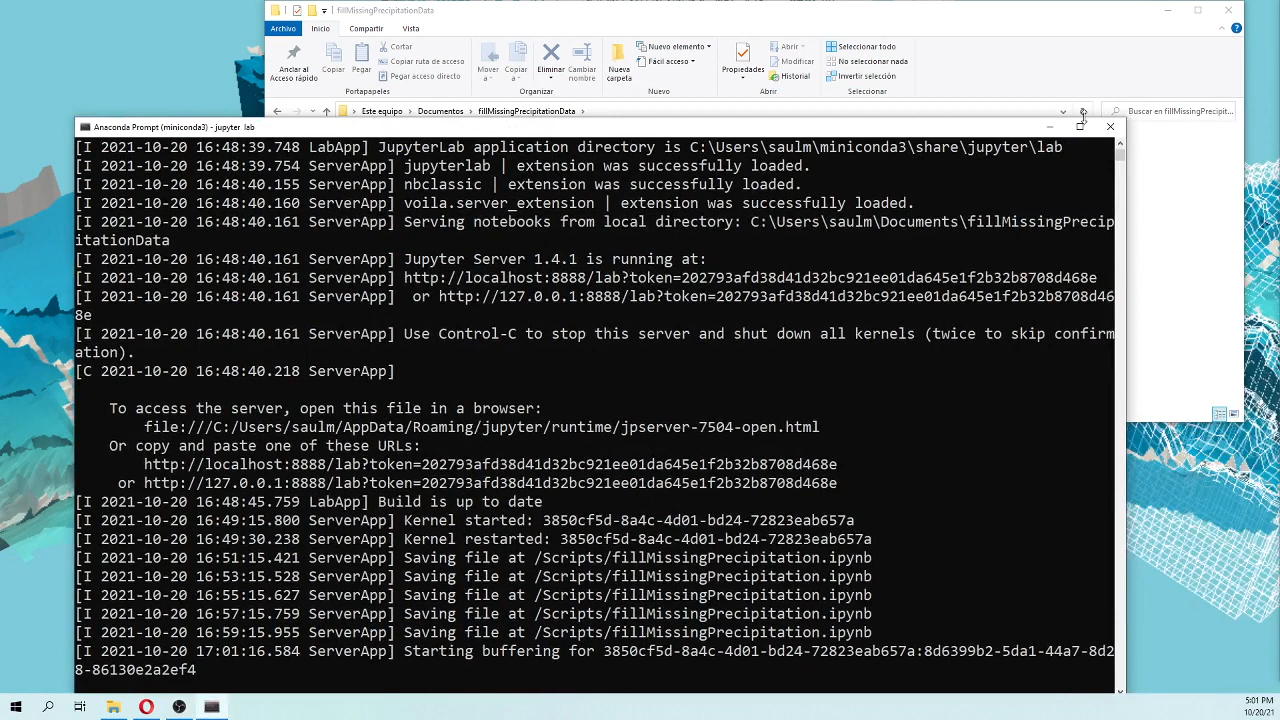 fillMissingPrecipitationData
Archivo Inicio Compartir Vista
Anclar al Acceso rápido
Copiar
Pegar
Cortar
Copiar ruta de acceso
Pegar acceso directo
Portapapeles
Mover a
Copiar a
Eliminar
Cambiar nombre
Organizar
Nueva carpeta
Nuevo elemento
Fácil acceso
Nuevo
Propiedades
Abrir
Modificar
Historial
Abrir
Seleccionar todo
No seleccionar nada
Invertir selección
Seleccionar
Este equipo Documentos fillMissingPrecipitationData
Buscar en fillMissingPrecipit...
Anaconda Prompt (miniconda3) - jupyter lab
[I 2021-10-20 16:48:39.748 LabApp] JupyterLab application directory is C:\Users\saulm\miniconda3\share\jupyter\lab
[I 2021-10-20 16:48:39.754 ServerApp] jupyterlab | extension was successfully loaded.
[I 2021-10-20 16:48:40.155 ServerApp] nbclassic | extension was successfully loaded.
[I 2021-10-20 16:48:40.160 ServerApp] voila.server_extension | extension was successfully loaded.
[I 2021-10-20 16:48:40.161 ServerApp] Serving notebooks from local directory: C:\Users\saulm\Documents\fillMissingPrecip
itationData
[I 2021-10-20 16:48:40.161 ServerApp] Jupyter Server 1.4.1 is running at:
[I 2021-10-20 16:48:40.161 ServerApp] http://localhost:8888/lab?token=202793afd38d41d32bc921ee01da645e1f2b32b8708d468e
[I 2021-10-20 16:48:40.161 ServerApp]  or http://127.0.0.1:8888/lab?token=202793afd38d41d32bc921ee01da645e1f2b32b8708d46
8e
[I 2021-10-20 16:48:40.161 ServerApp] Use Control-C to stop this server and shut down all kernels (twice to skip confirm
ation).
[C 2021-10-20 16:48:40.218 ServerApp]
To access the server, open this file in a browser:
file:///C:/Users/saulm/AppData/Roaming/jupyter/runtime/jpserver-7504-open.html
Or copy and paste one of these URLs:
http://localhost:8888/lab?token=202793afd38d41d32bc921ee01da645e1f2b32b8708d468e
or http://127.0.0.1:8888/lab?token=202793afd38d41d32bc921ee01da645e1f2b32b8708d468e
[I 2021-10-20 16:48:45.759 LabApp] Build is up to date
[I 2021-10-20 16:49:15.800 ServerApp] Kernel started: 3850cf5d-8a4c-4d01-bd24-72823eab657a
[I 2021-10-20 16:49:30.238 ServerApp] Kernel restarted: 3850cf5d-8a4c-4d01-bd24-72823eab657a
[I 2021-10-20 16:51:15.421 ServerApp] Saving file at /Scripts/fillMissingPrecipitation.ipynb
[I 2021-10-20 16:53:15.528 ServerApp] Saving file at /Scripts/fillMissingPrecipitation.ipynb
[I 2021-10-20 16:55:15.627 ServerApp] Saving file at /Scripts/fillMissingPrecipitation.ipynb
[I 2021-10-20 16:57:15.759 ServerApp] Saving file at /Scripts/fillMissingPrecipitation.ipynb
[I 2021-10-20 16:59:15.955 ServerApp] Saving file at /Scripts/fillMissingPrecipitation.ipynb
[I 2021-10-20 17:01:16.584 ServerApp] Starting buffering for 3850cf5d-8a4c-4d01-bd24-72823eab657a:8d6399b2-5da1-44a7-8d2
8-86130e2a2ef4
5:01 PM
10/20/21